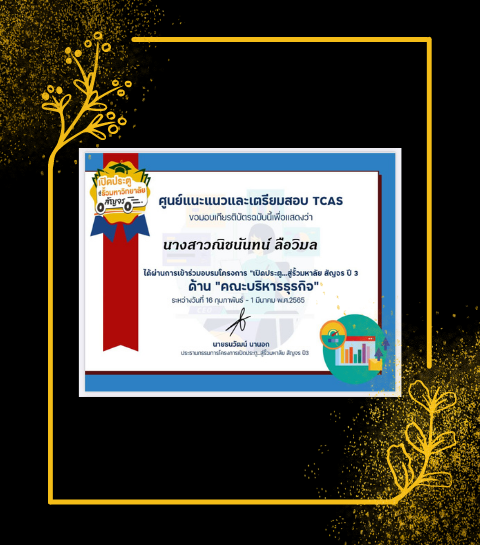 เปิดประตู
สู่รั้วมหาวิทยาลัย
สัญจร
ศูนย์แนะแนวและเตรียมสอบ TCAS
ขอมอบเกียรติบัตรฉบับนี้เพื่อแสดงว่า
นางสาวณิชนันทน์ ลือวิมล
ได้ผ่านการเข้าร่วมอบรมโครงการ "เปิดประตู...สู่รั้วมหาลัย สัญจร ปี 3
ด้าน "คณะบริหารธุรกิจ"
ระหว่างวันที่ 16 กุมภาพันธ์ - 1 มีนาคม พ.ศ.2565
นายธนวัฒน์ นานอก
ประธานกรรมการโครงการเปิดประตู...สู่รั้วมหาลัย สัญจร ปี3